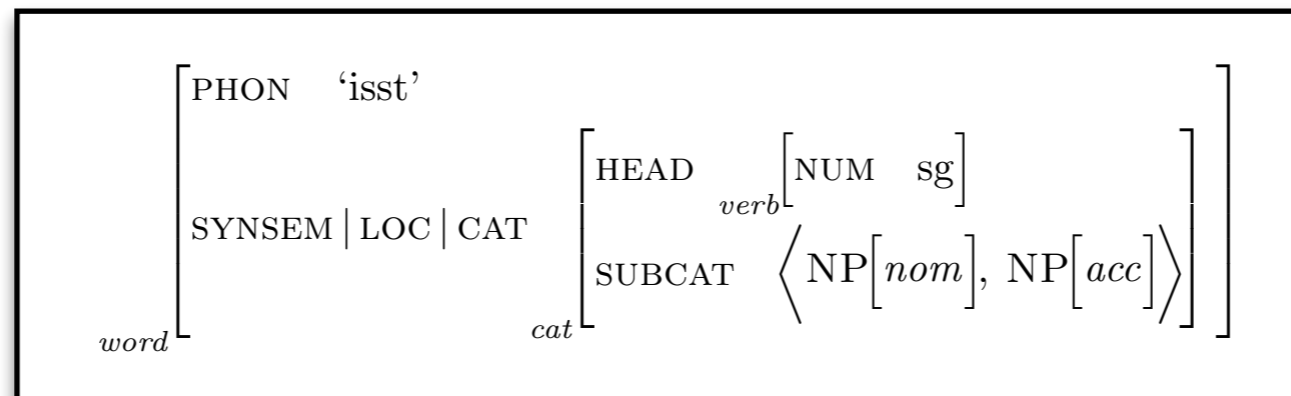 PHON ‘isst’
HEAD verb[NUM sg]
SYNSEM | LOC | CAT
SUBCAT ⟨NP[nom], NP[acc]⟩
word cat